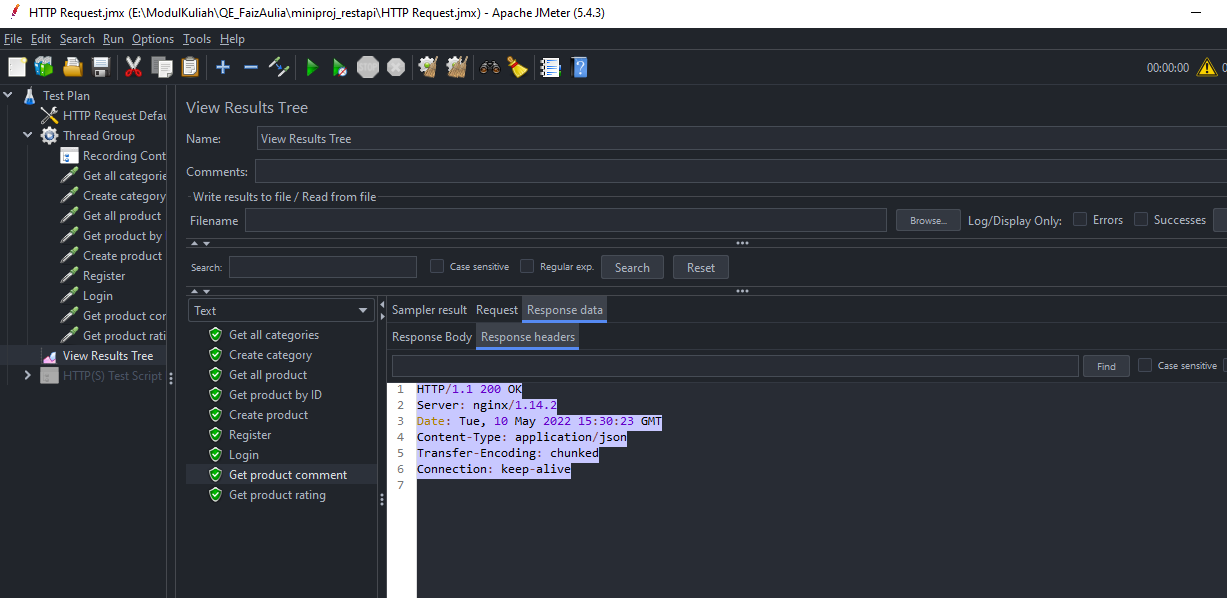 HTTP Request.jmx (E:\ModulKuliah\QE_FaizAulia\miniproj_restapi\HTTP Request.jmx) - Apache JMeter (5.4.3)
File Edit Search Run Options Tools Help
00:00:00 0
Test Plan
HTTP Request Defau
Thread Group
Recording Cont
Get all categorie
Create category
Get all product
Get product by
Create product
Register
Login
Get product cor
Get product rati
View Results Tree
HTTP(S) Test Script
View Results Tree
Name: View Results Tree
Comments:
Write results to file / Read from file
Filename Browse... Log/Display Only: Errors Successes
Search: Case sensitive Regular exp. Search Reset
Text
Get all categories
Create category
Get all product
Get product by ID
Create product
Register
Login
Get product comment
Get product rating
Sampler result Request Response data
Response Body Response headers
Find Case sensitive
1 HTTP/1.1 200 OK
2 Server: nginx/1.14.2
3 Date: Tue, 10 May 2022 15:30:23 GMT
4 Content-Type: application/json
5 Transfer-Encoding: chunked
6 Connection: keep-alive
7